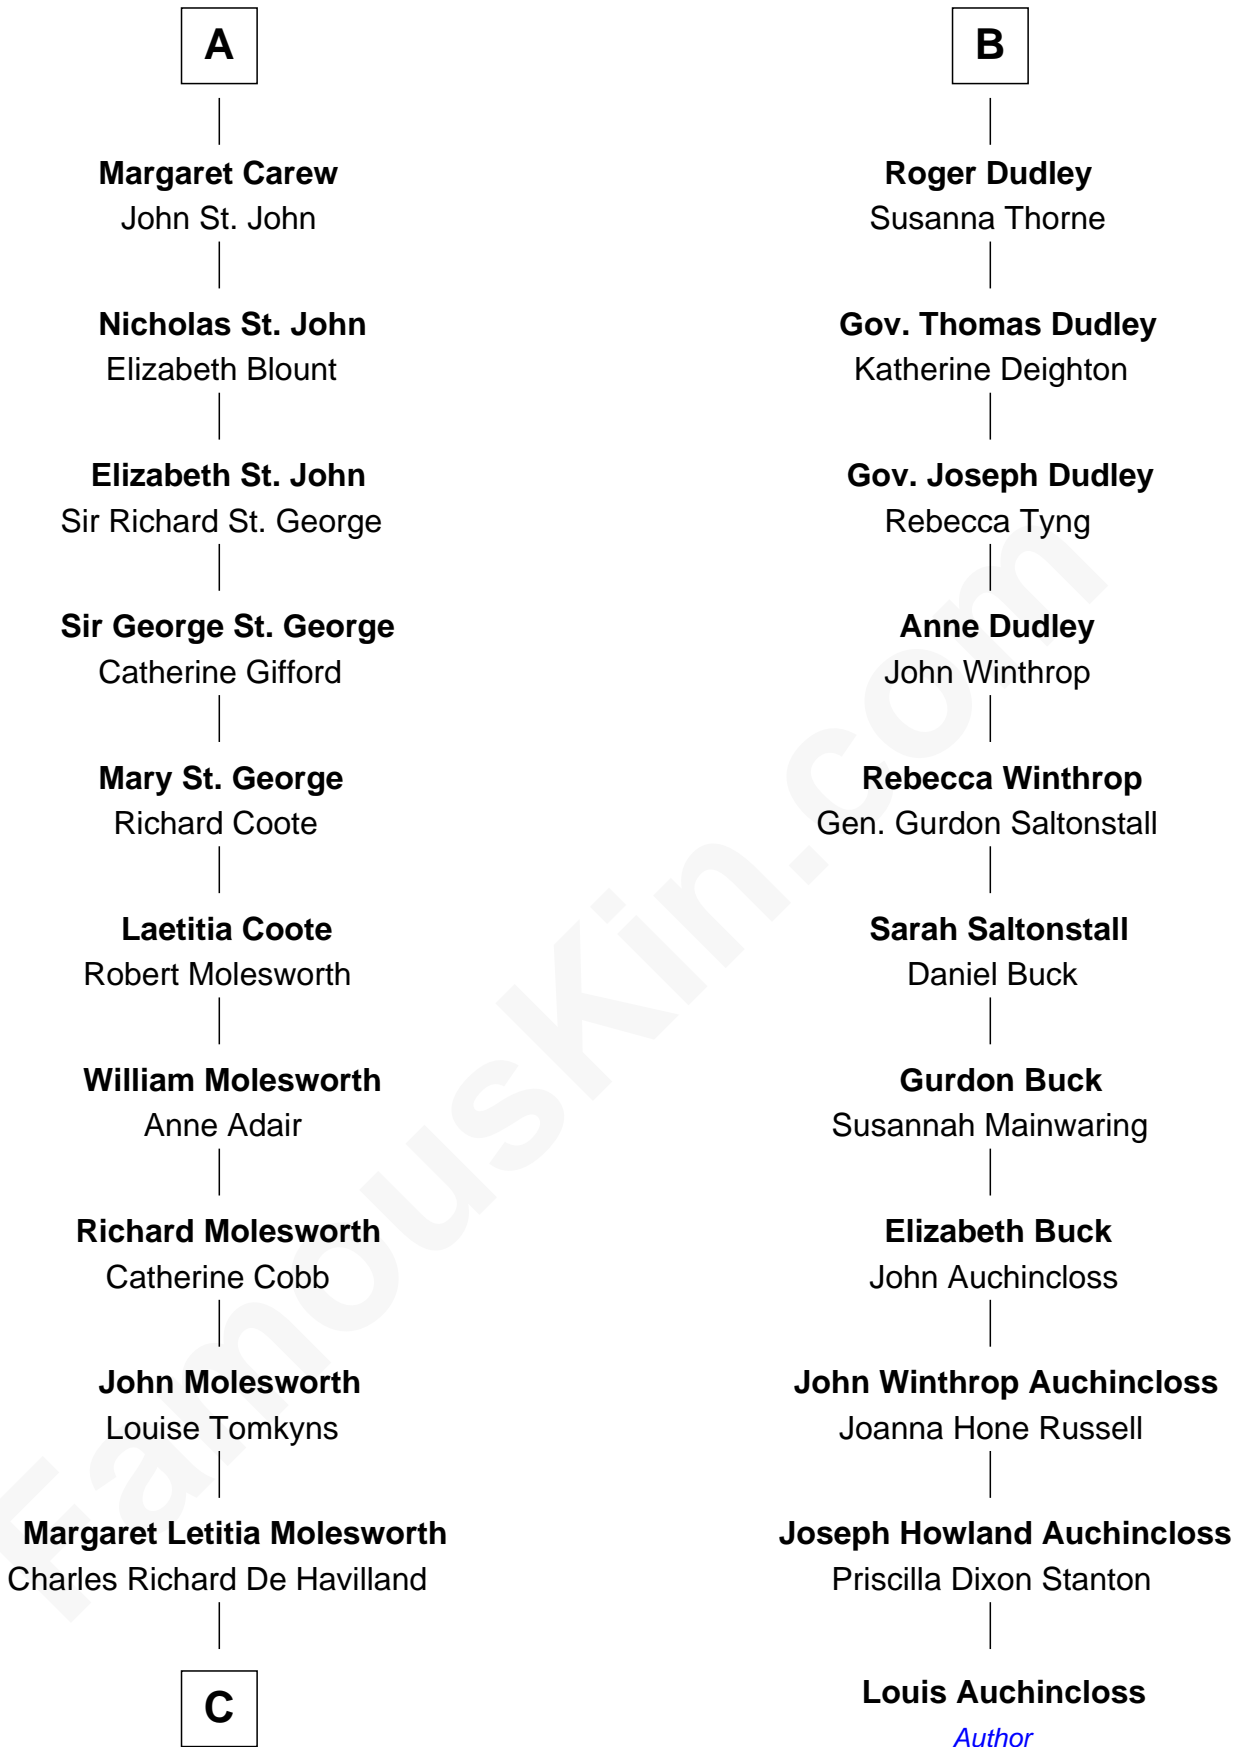 A
Margaret Carew
John St. John
Nicholas St. John
Elizabeth Blount
Elizabeth St. John
Sir Richard St. George
Sir George St. George
Catherine Gifford
Mary St. George
Richard Coote
Laetitia Coote
Robert Molesworth
William Molesworth
Anne Adair
Richard Molesworth
Catherine Cobb
John Molesworth
Louise Tomkyns
Margaret Letitia Molesworth
Charles Richard De Havilland
C
B
Roger Dudley
Susanna Thorne
Gov. Thomas Dudley
Katherine Deighton
Gov. Joseph Dudley
Rebecca Tyng
Anne Dudley
John Winthrop
Rebecca Winthrop
Gen. Gurdon Saltonstall
Sarah Saltonstall
Daniel Buck
Gurdon Buck
Susannah Mainwaring
Elizabeth Buck
John Auchincloss
John Winthrop Auchincloss
Joanna Hone Russell
Joseph Howland Auchincloss
Priscilla Dixon Stanton
Louis Auchincloss
Author
FamousKin.com